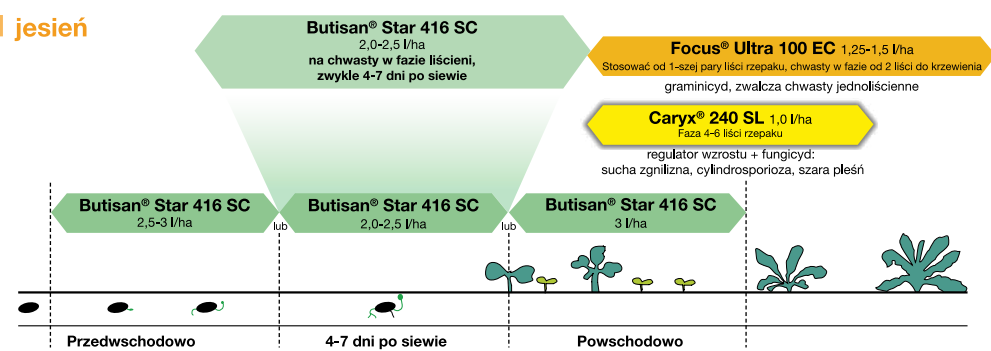 jesień
Butisan® Star 416 SC
2,0-2,5 l/ha
na chwasty w fazie liścieni,
zwykle 4-7 dni po siewie
Focus® Ultra 100 EC 1,25-1,5 l/ha
Stosować od 1-szej pary liści rzepaku, chwasty w fazie od 2 liści do krzewienia
graminicyd, zwalcza chwasty jednoliścienne
Caryx® 240 SL 1,0 l/ha
Faza 4-6 liści rzepaku
regulator wzrostu + fungicyd:
sucha zgnilizna, cylindrosporioza, szara pleśń
Butisan® Star 416 SC
2,5-3 l/ha
lub
Butisan® Star 416 SC
2,0-2,5 l/ha
lub
Butisan® Star 416 SC
3 l/ha
Przedwschodowo
4-7 dni po siewie
Powschodowo